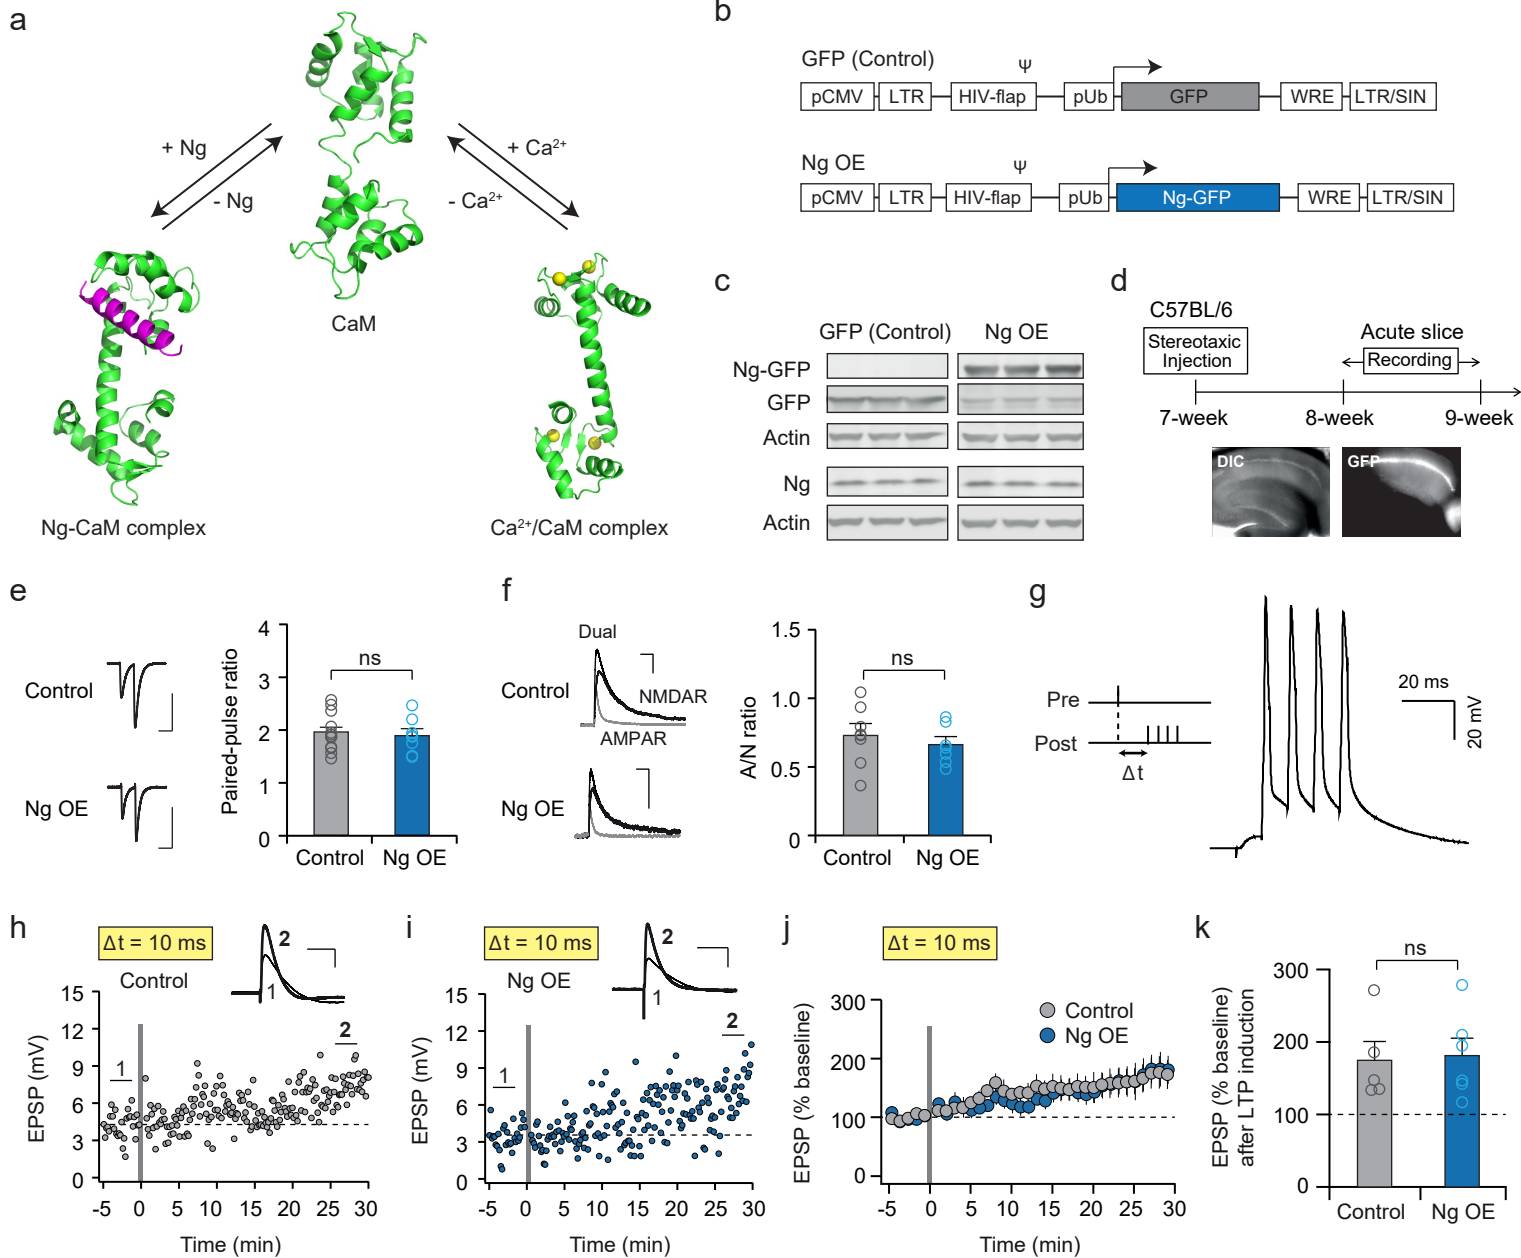 a
+ Ng
- Ng
+ Ca²⁺
- Ca²⁺
CaM
Ng-CaM complex
Ca²⁺/CaM complex
b
GFP (Control)
ψ
pCMV LTR HIV-flap pUb GFP WRE LTR/SIN
Ng OE
ψ
pCMV LTR HIV-flap pUb Ng-GFP WRE LTR/SIN
c
GFP (Control) Ng OE
Ng-GFP
GFP
Actin
Ng
Actin
d
C57BL/6
Stereotaxic
Injection
Acute slice
Recording
7-week 8-week 9-week
DIC
GFP
e
Control
Ng OE
Paired-pulse ratio
4
3
2
1
0
ns
Control Ng OE
f
Dual
Control
NMDAR
AMPAR
Ng OE
A/N ratio
1.5
1.0
0.5
0
ns
Control Ng OE
g
Pre
Post
Δt
20 ms
20 mV
h
Δt = 10 ms
Control
2
1
EPSP (mV)
15
12
9
6
3
0
1
2
-5 0 5 10 15 20 25 30
Time (min)
i
Δt = 10 ms
Ng OE
2
1
EPSP (mV)
15
12
9
6
3
0
1
2
-5 0 5 10 15 20 25 30
Time (min)
j
Δt = 10 ms
EPSP (% baseline)
300
200
100
0
Control
Ng OE
-5 0 5 10 15 20 25 30
Time (min)
k
EPSP (% baseline)
after LTP induction
300
200
100
0
ns
Control Ng OE